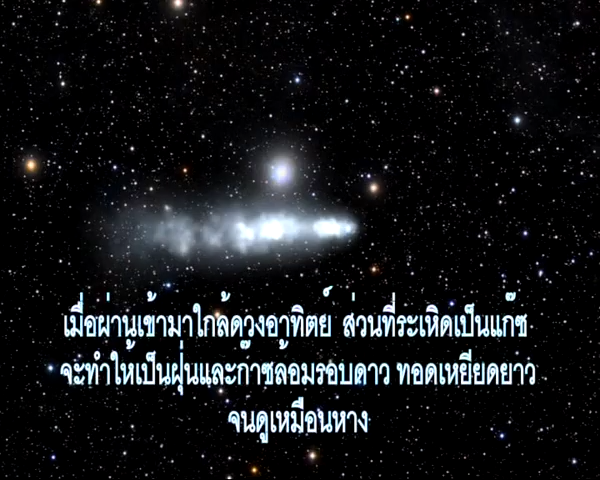 เมื่อผ่านเข้ามาใกล้ดวงอาทิตย์ ส่วนที่ระเหิดเป็นแก๊ซ
จะทำให้เป็นฝุ่นและก๊าซล้อมรอบดาว ทอดเหยียดยาว
จนดูเหมือนหาง